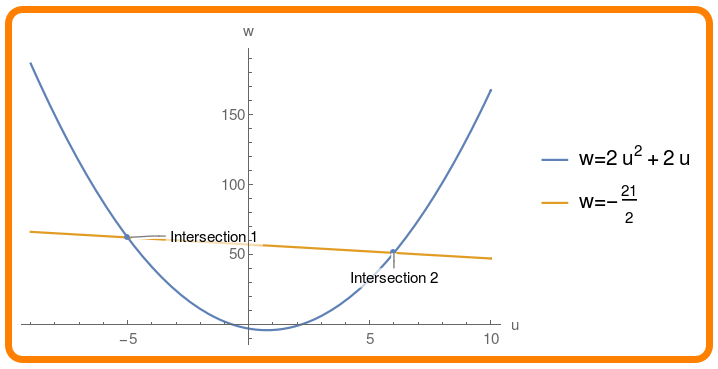 w
150
100
50
−5
5
10
u
Intersection 1
Intersection 2
w=2 u² + 2 u
w=− 21/2